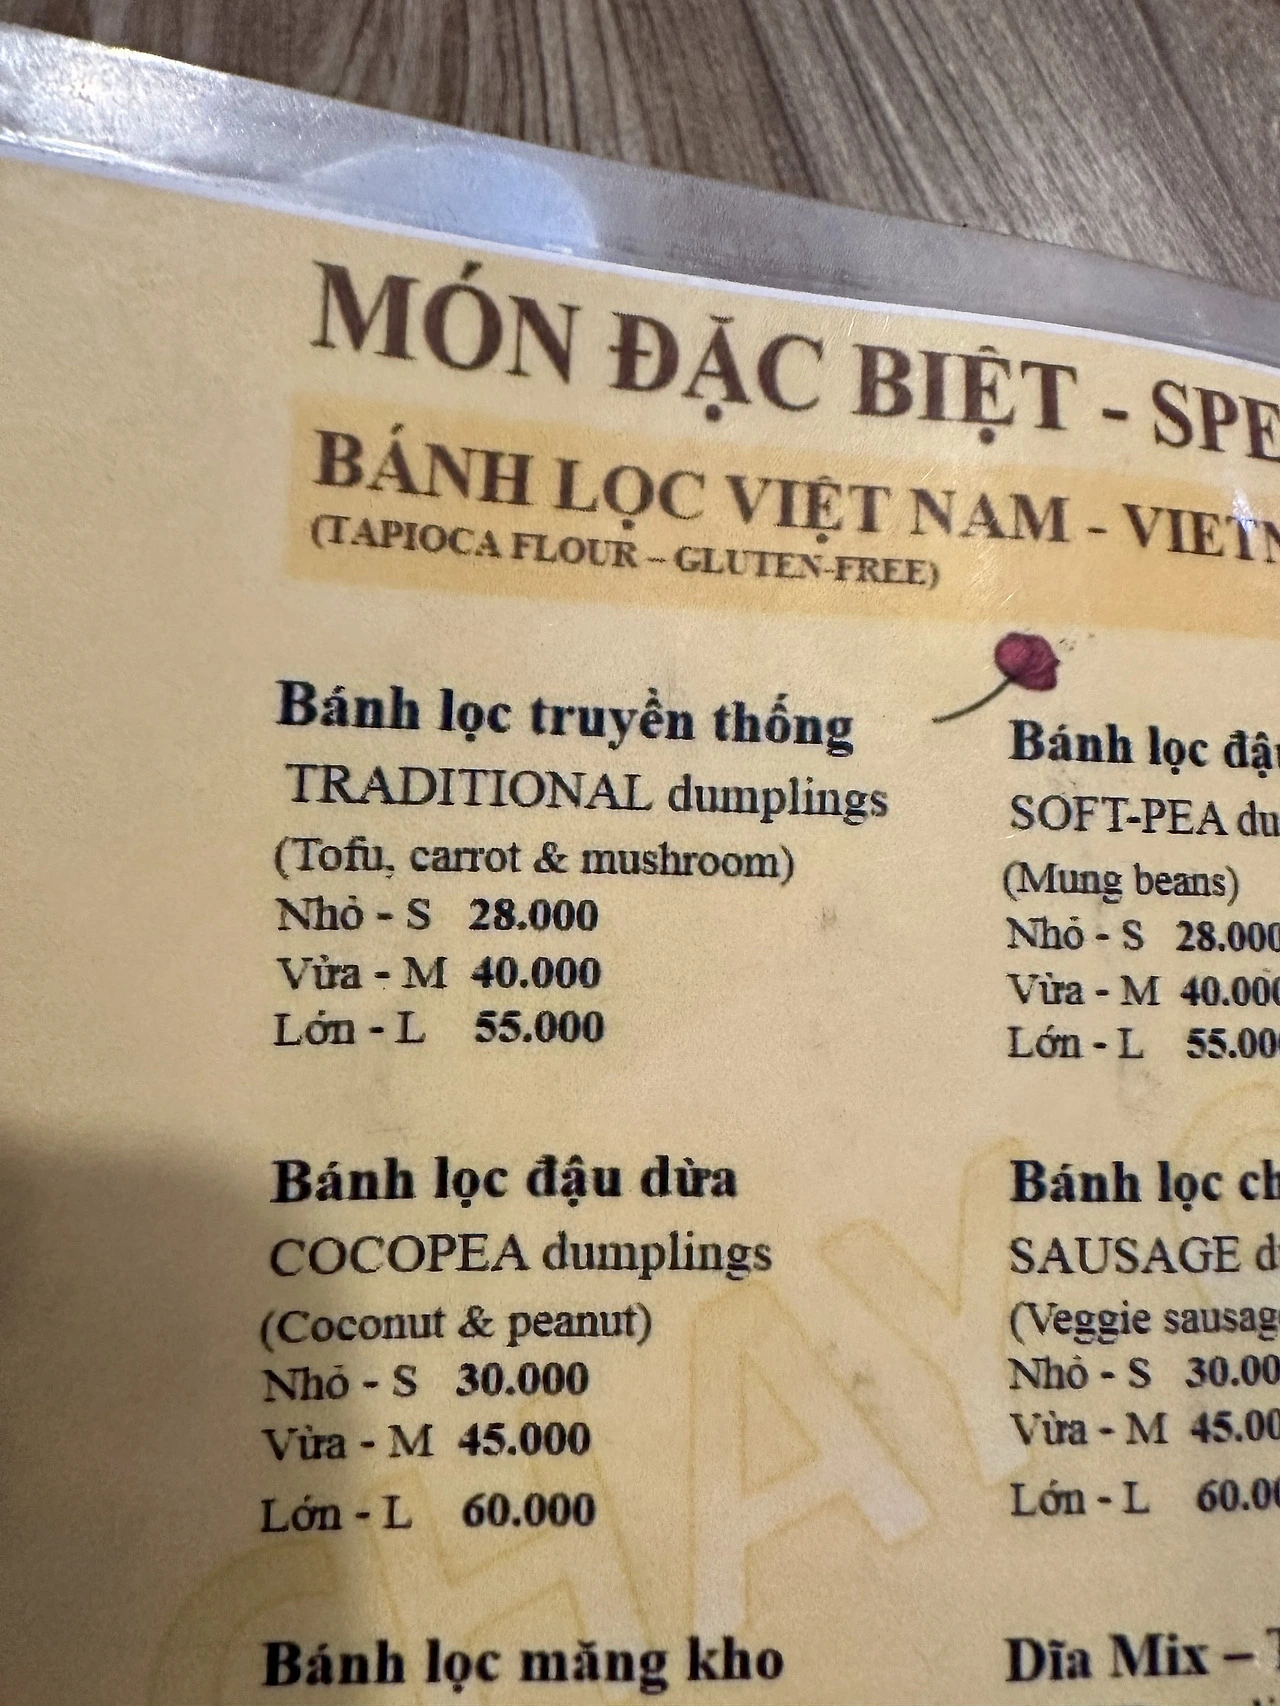 MÓN ĐẶC BIỆT - SPE
BÁNH LỌC VIỆT NAM - VIETN
(TAPIOCA FLOUR – GLUTEN-FREE)
Bánh lọc truyền thống
TRADITIONAL dumplings
(Tofu, carrot & mushroom)
Nhỏ - S 28.000
Vừa - M 40.000
Lớn - L 55.000
Bánh lọc đậu
SOFT-PEA du
(Mung beans)
Nhỏ - S 28.000
Vừa - M 40.000
Lớn - L 55.00
Bánh lọc đậu dừa
COCOPEA dumplings
(Coconut & peanut)
Nhỏ - S 30.000
Vừa - M 45.000
Lớn - L 60.000
Bánh lọc ch
SAUSAGE d
(Veggie sausag
Nhỏ - S 30.00
Vừa - M 45.00
Lớn - L 60.00
Bánh lọc măng kho
Dĩa Mix – T
CHAY